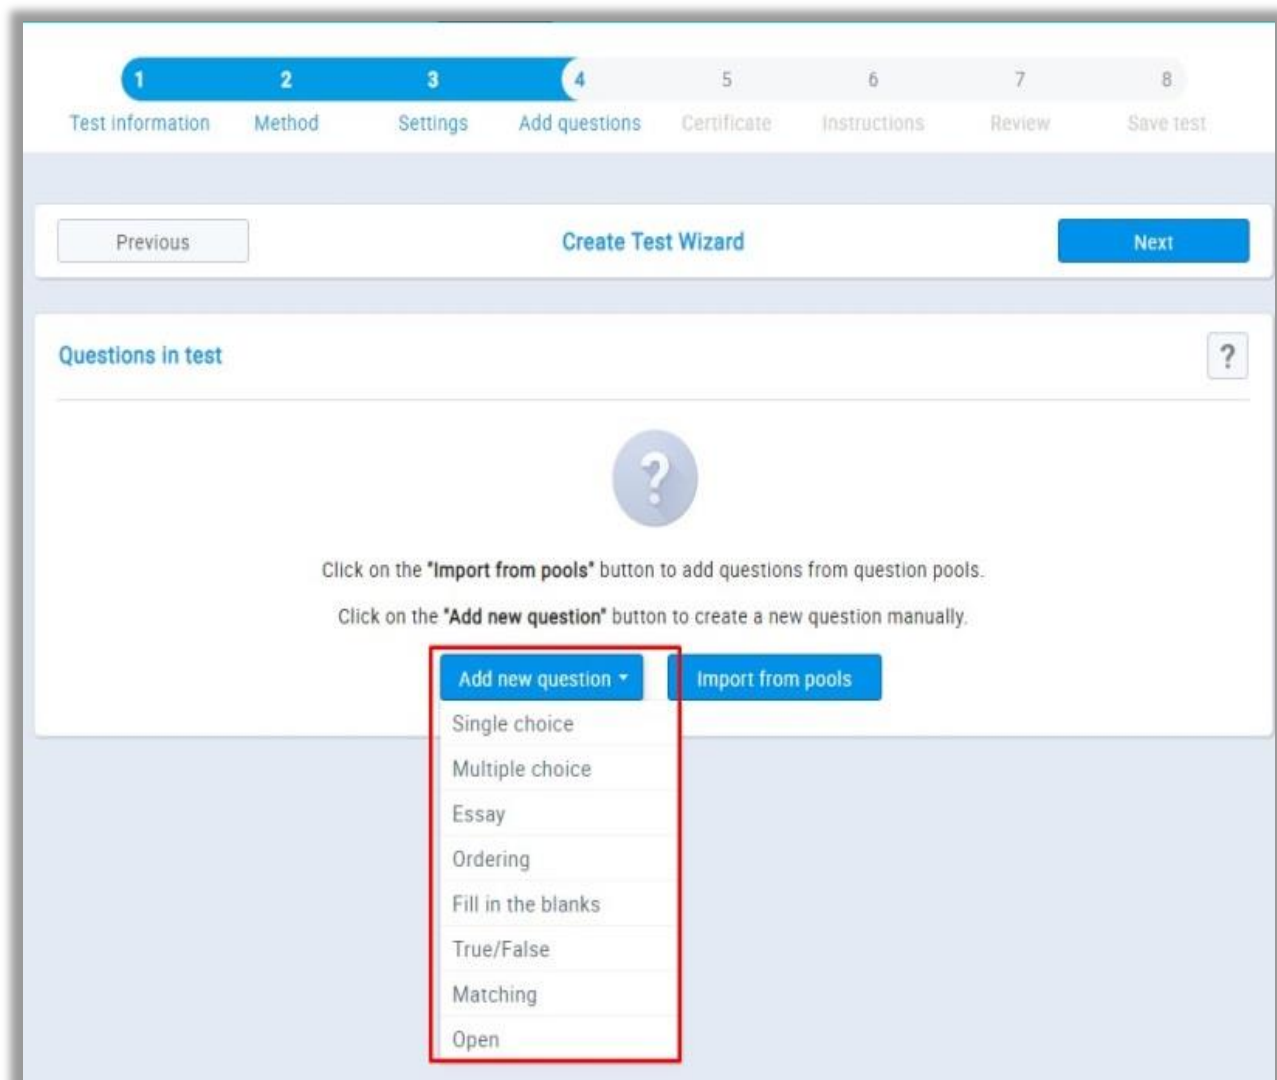 1 2 3 4 5 6 7 8
Test information Method Settings Add questions Certificate Instructions Review Save test
Previous Create Test Wizard Next
Questions in test ?
?
Click on the "Import from pools" button to add questions from question pools.
Click on the "Add new question" button to create a new question manually.
Add new question Import from pools
Single choice
Multiple choice
Essay
Ordering
Fill in the blanks
True/False
Matching
Open